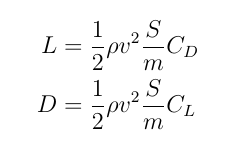 L = \frac{1}{2} \rho v^2 \frac{S}{m} C_D
D = \frac{1}{2} \rho v^2 \frac{S}{m} C_L